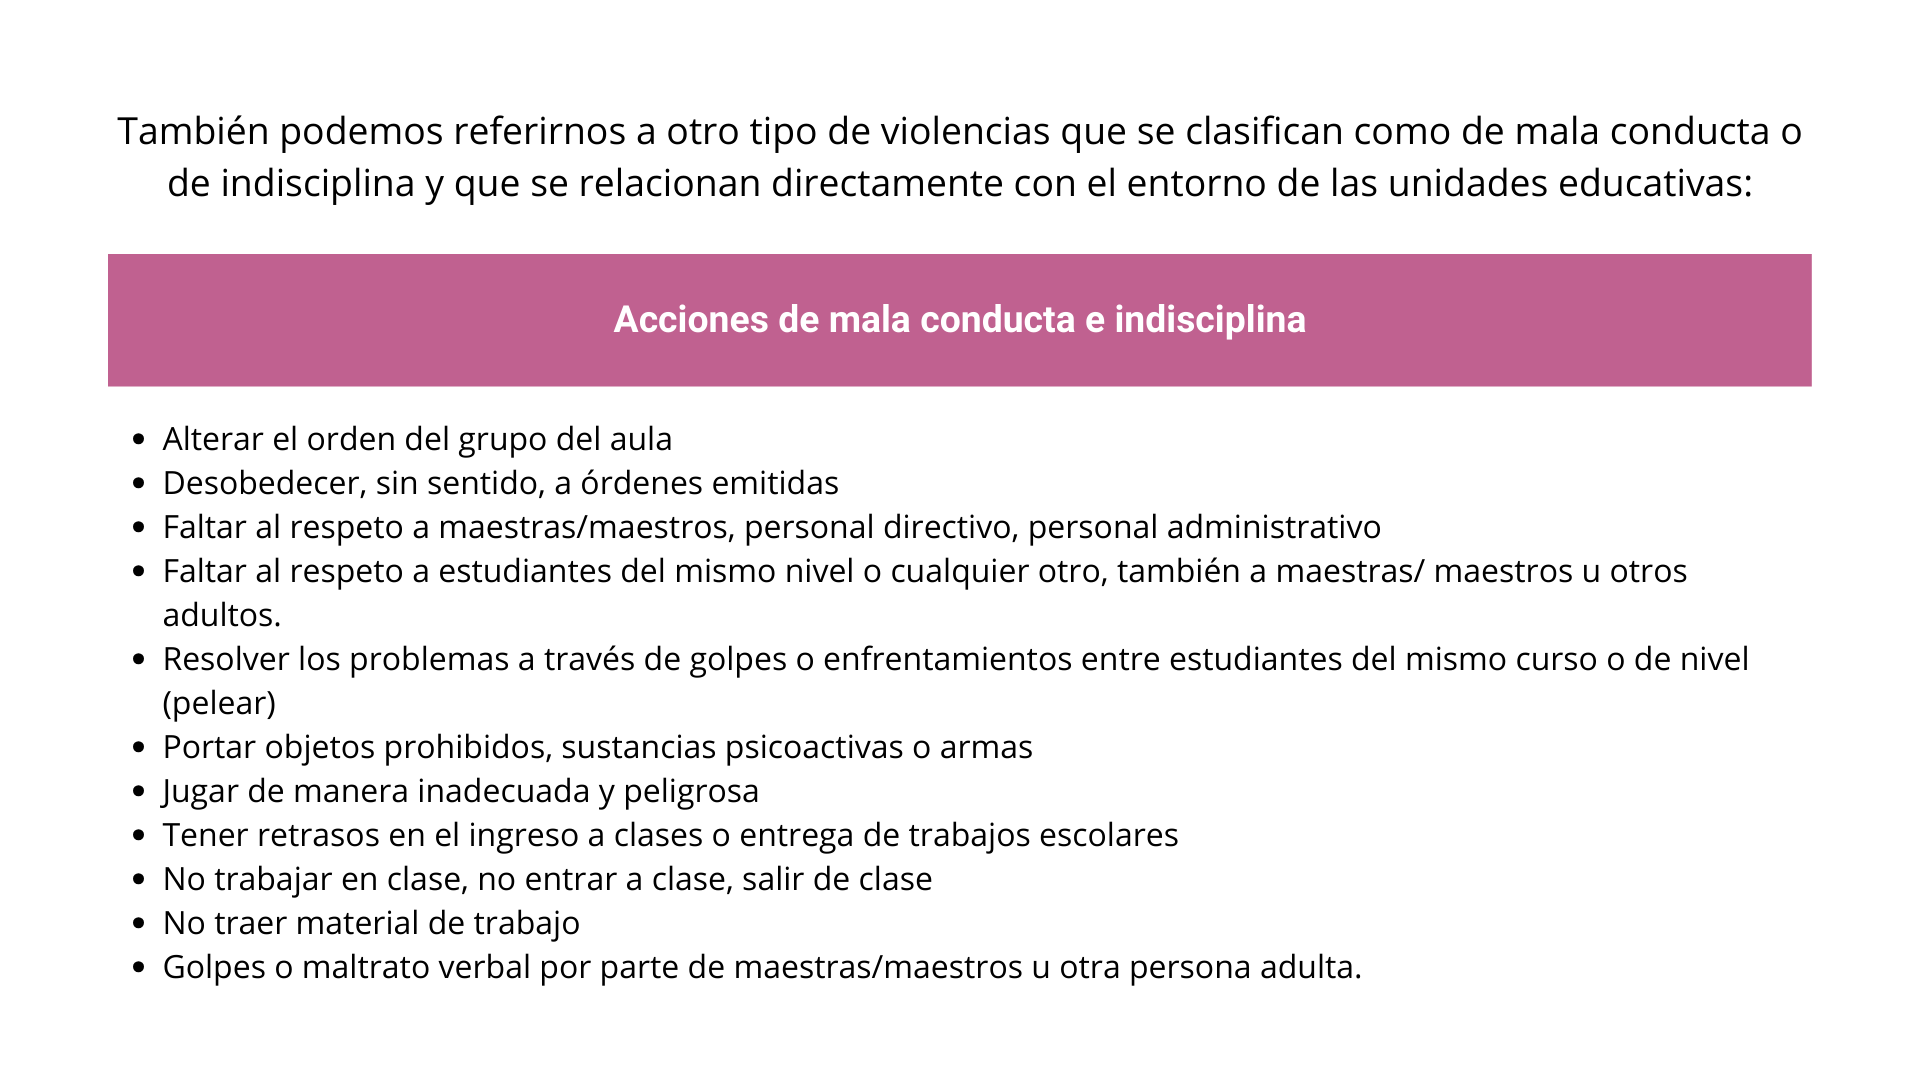 También podemos referirnos a otro tipo de violencias que se clasifican como de mala conducta o
de indisciplina y que se relacionan directamente con el entorno de las unidades educativas:
Acciones de mala conducta e indisciplina
• Alterar el orden del grupo del aula
• Desobedecer, sin sentido, a órdenes emitidas
• Faltar al respeto a maestras/maestros, personal directivo, personal administrativo
• Faltar al respeto a estudiantes del mismo nivel o cualquier otro, también a maestras/ maestros u otros
adultos.
• Resolver los problemas a través de golpes o enfrentamientos entre estudiantes del mismo curso o de nivel
(pelear)
• Portar objetos prohibidos, sustancias psicoactivas o armas
• Jugar de manera inadecuada y peligrosa
• Tener retrasos en el ingreso a clases o entrega de trabajos escolares
• No trabajar en clase, no entrar a clase, salir de clase
• No traer material de trabajo
• Golpes o maltrato verbal por parte de maestras/maestros u otra persona adulta.